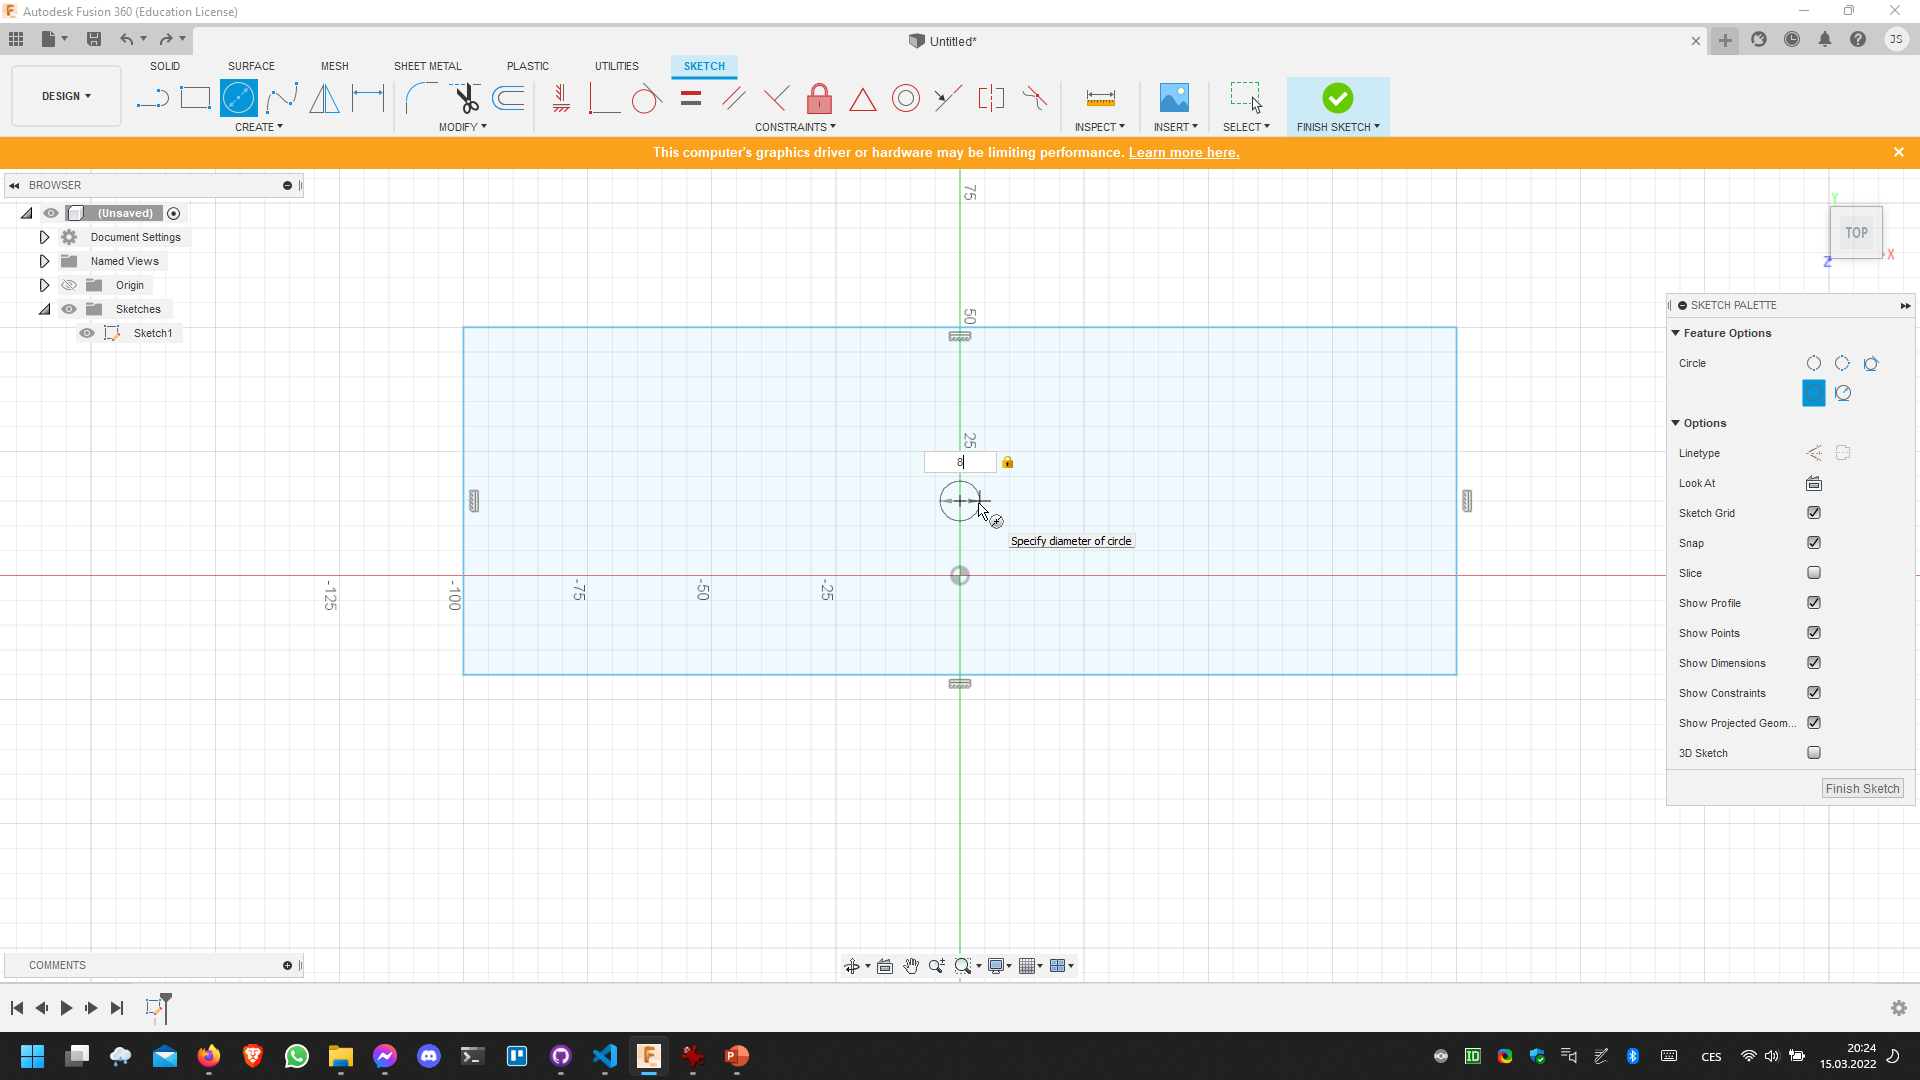 Autodesk Fusion 360 (Education License)
Untitled*
JS
DESIGN
SOLID
SURFACE
MESH
SHEET METAL
PLASTIC
UTILITIES
SKETCH
CREATE
MODIFY
CONSTRAINTS
INSPECT
INSERT
SELECT
FINISH SKETCH
This computer's graphics driver or hardware may be limiting performance. Learn more here.
BROWSER
(Unsaved)
Document Settings
Named Views
Origin
Sketches
Sketch1
75
50
25
8
Specify diameter of circle
-125
-100
-75
-50
-25
Y
TOP
X
Z
SKETCH PALETTE
Feature Options
Circle
Options
Linetype
Look At
Sketch Grid
Snap
Slice
Show Profile
Show Points
Show Dimensions
Show Constraints
Show Projected Geom...
3D Sketch
Finish Sketch
COMMENTS
ID
CES
20:24
15.03.2022